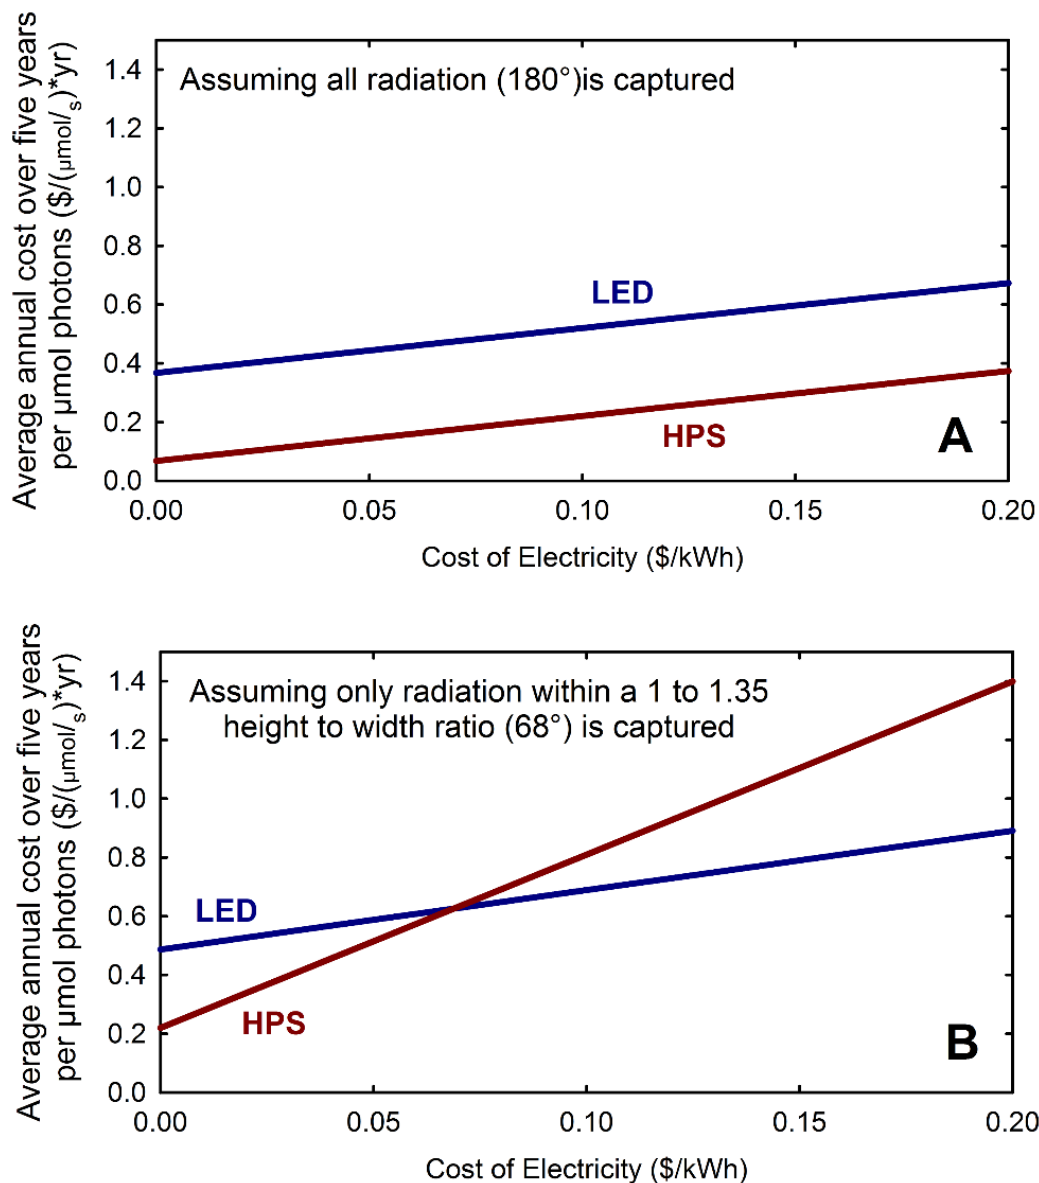 Average annual cost over five years
per µmol photons ($/(µmol/s)*yr)
1.4
1.2
1.0
0.8
0.6
0.4
0.2
0.0
Assuming all radiation (180°)is captured
LED
HPS
A
0.00 0.05 0.10 0.15 0.20
Cost of Electricity ($/kWh)
Average annual cost over five years
per µmol photons ($/(µmol/s)*yr)
1.4
1.2
1.0
0.8
0.6
0.4
0.2
0.0
Assuming only radiation within a 1 to 1.35
height to width ratio (68°) is captured
LED
HPS
B
0.00 0.05 0.10 0.15 0.20
Cost of Electricity ($/kWh)